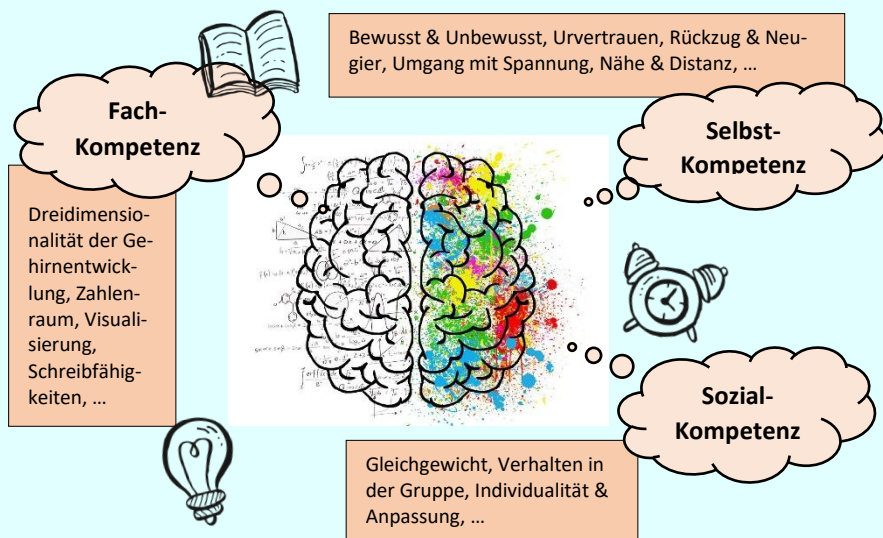 Bewusst & Unbewusst, Urvertrauen, Rückzug & Neu-
gier, Umgang mit Spannung, Nähe & Distanz, ...
Fach-
Kompetenz
Selbst-
Kompetenz
Dreidimensio-
nalität der Ge-
hirnentwick-
lung, Zahlen-
raum, Visuali-
sierung,
Schreibfähig-
keiten, ...
Sozial-
Kompetenz
Gleichgewicht, Verhalten in
der Gruppe, Individualität &
Anpassung, ...